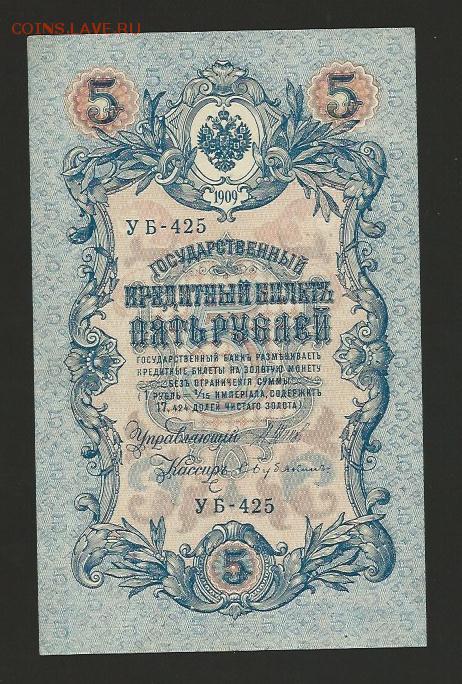 COINS.LAVE.RU
5 5
1909
УБ-425
ГОСУДАРСТВЕННЫЙ
КРЕДИТНЫЙ БИЛЕТЪ
ПЯТЬ РУБЛЕЙ
ГОСУДАРСТВЕННЫЙ БАНКЪ РАЗМѢНИВАЕТЪ
КРЕДИТНЫЕ БИЛЕТЫ НА ЗОЛОТУЮ МОНЕТУ
БЕЗЪ ОГРАНИЧЕНІЯ СУММЫ
(1 РУБЛЬ = 1/15 ИМПЕРІАЛА, СОДЕРЖИТЪ
17,424 ДОЛЕЙ ЧИСТАГО ЗОЛОТА)
Управляющій
Кассиръ
УБ-425
5